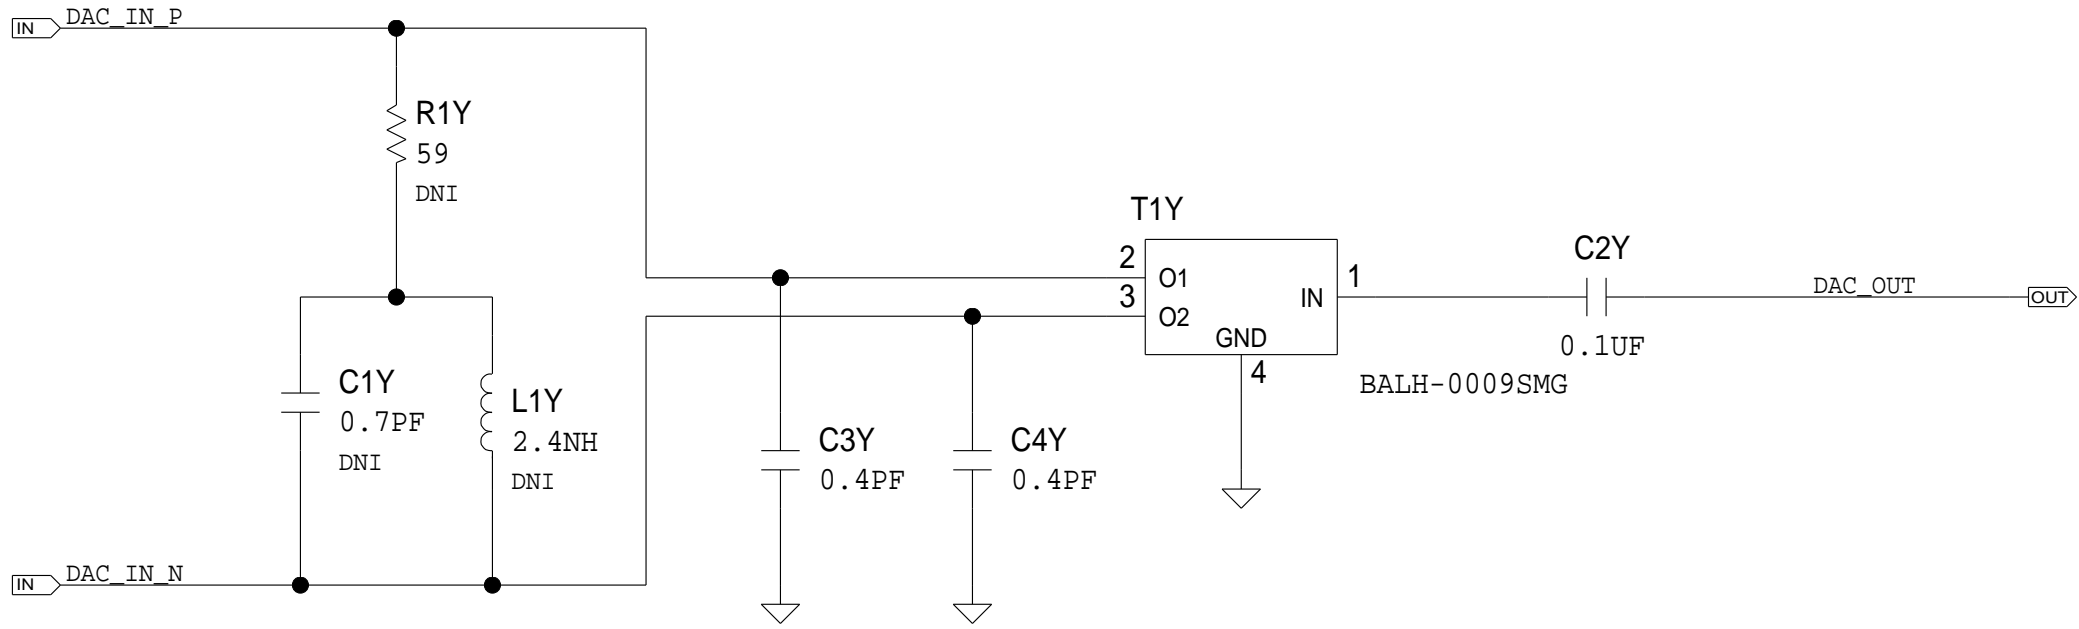 IN DAC_IN_P
R1Y
59
DNI
T1Y
2
O1
3
O2
IN
1
GND
4
BALH-0009SMG
C2Y
0.1UF
DAC_OUT
OUT
C1Y
0.7PF
DNI
L1Y
2.4NH
DNI
C3Y
0.4PF
C4Y
0.4PF
IN DAC_IN_N